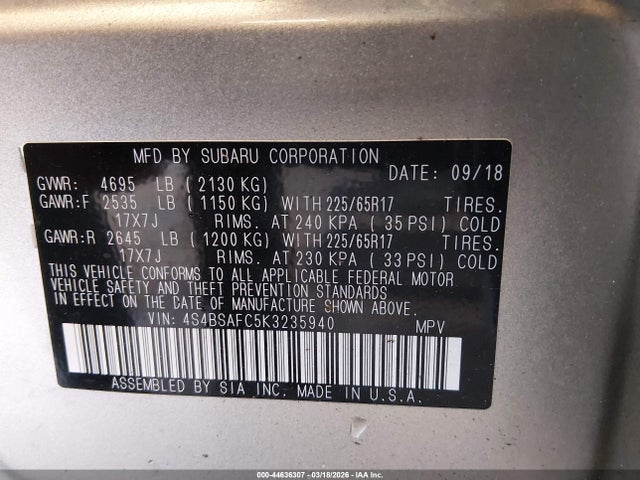 MFD BY SUBARU CORPORATION
DATE: 09/18
GVWR: 4695 LB ( 2130 KG)
GAWR:F 2535 LB ( 1150 KG) WITH 225/65R17 TIRES.
17X7J RIMS. AT 240 KPA ( 35 PSI) COLD
GAWR:R 2645 LB ( 1200 KG) WITH 225/65R17 TIRES.
17X7J RIMS. AT 230 KPA ( 33 PSI) COLD
THIS VEHICLE CONFORMS TO ALL APPLICABLE FEDERAL MOTOR
VEHICLE SAFETY AND THEFT PREVENTION STANDARDS
IN EFFECT ON THE DATE OF MANUFACTURE SHOWN ABOVE.
VIN: 4S4BSAFC5K3235940 MPV
ASSEMBLED BY SIA INC. MADE IN U.S.A.
000-44636307 - 03/18/2026 - IAAI, Inc.